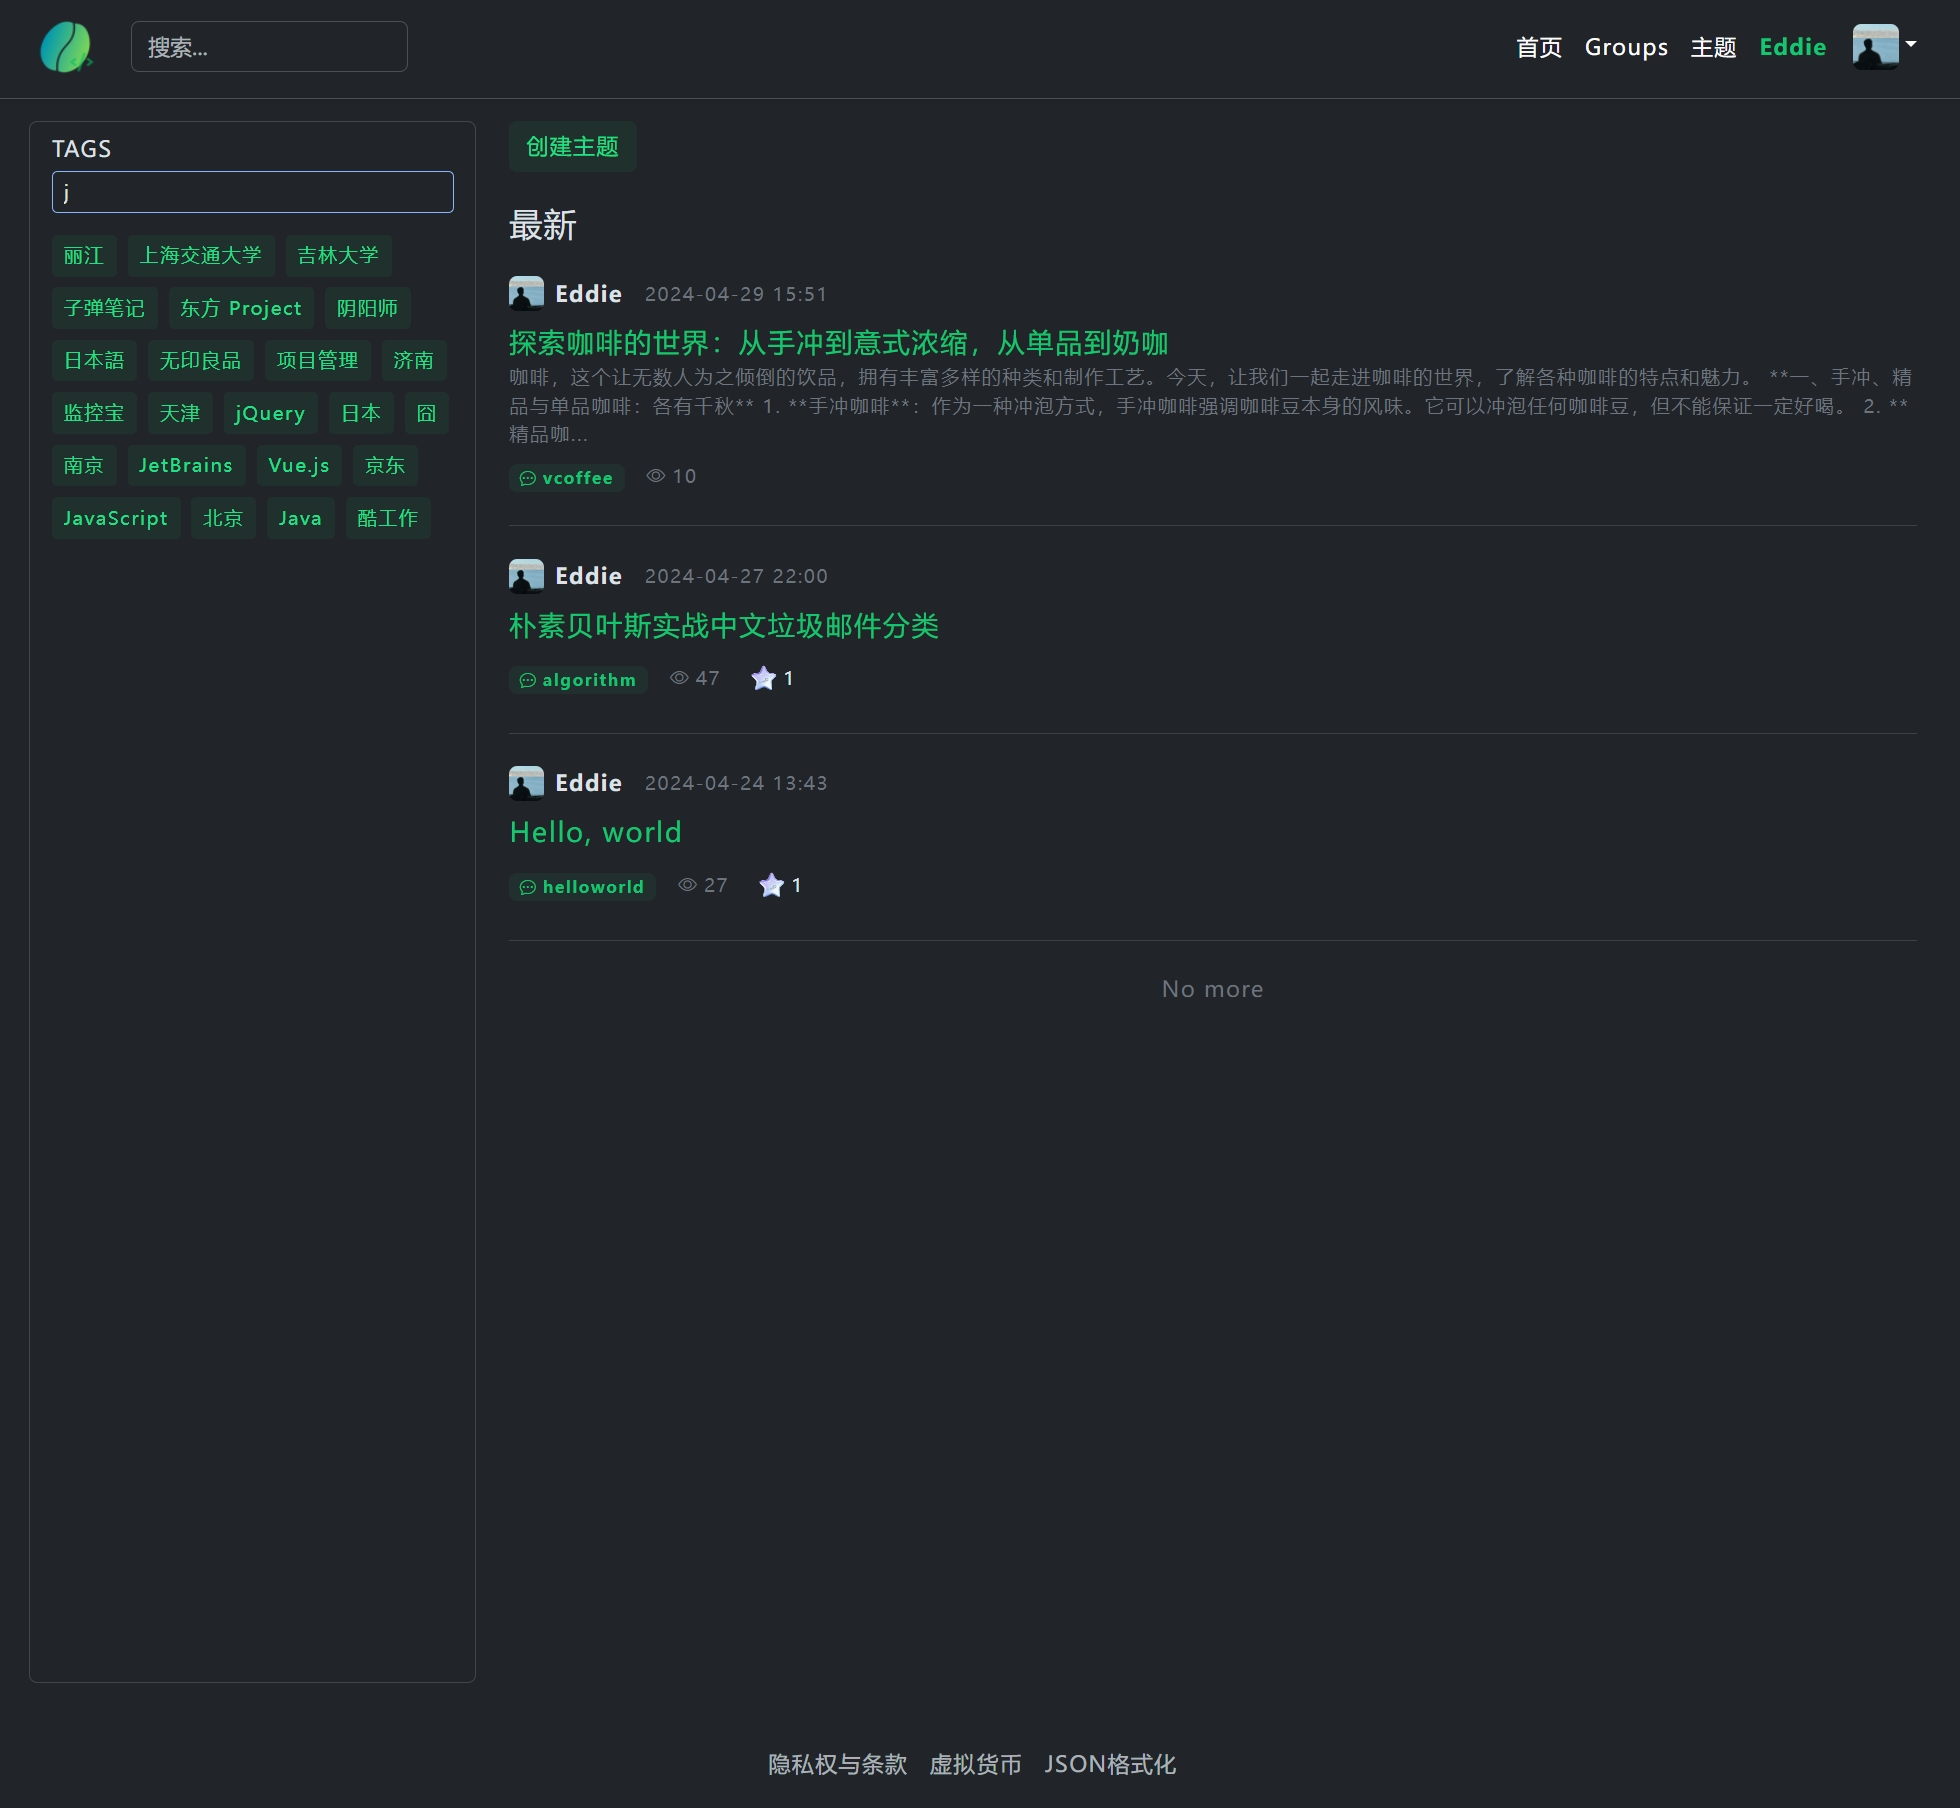 搜索...
首页 Groups 主题 Eddie
TAGS
j
丽江 上海交通大学 吉林大学
子弹笔记 东方 Project 阴阳师
日本語 无印良品 项目管理 济南
监控宝 天津 jQuery 日本 囧
南京 JetBrains Vue.js 京东
JavaScript 北京 Java 酷工作
创建主题
最新
Eddie 2024-04-29 15:51
探索咖啡的世界：从手冲到意式浓缩，从单品到奶咖
咖啡，这个让无数人为之倾倒的饮品，拥有丰富多样的种类和制作工艺。今天，让我们一起走进咖啡的世界，了解各种咖啡的特点和魅力。 **一、手冲、精
品与单品咖啡：各有千秋** 1. **手冲咖啡**：作为一种冲泡方式，手冲咖啡强调咖啡豆本身的风味。它可以冲泡任何咖啡豆，但不能保证一定好喝。 2. **
精品咖...
vcoffee 10
Eddie 2024-04-27 22:00
朴素贝叶斯实战中文垃圾邮件分类
algorithm 47 1
Eddie 2024-04-24 13:43
Hello, world
helloworld 27 1
No more
隐私权与条款 虚拟货币 JSON格式化